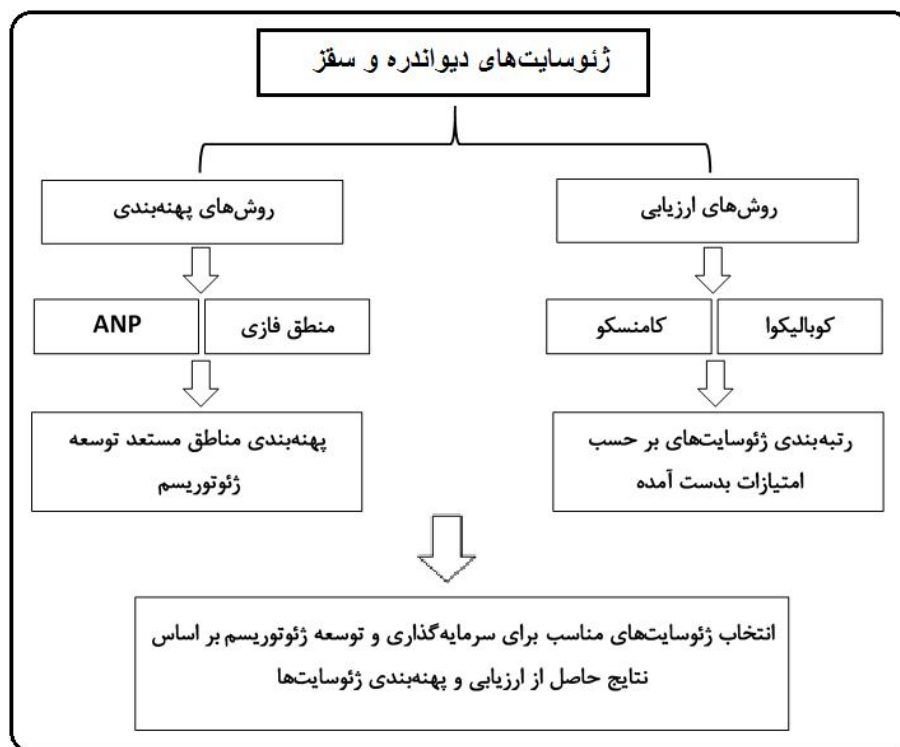 ژئوسایت‌های دیواندره و سقز
روش‌های ارزیابی
روش‌های پهنه‌بندی
کوبالیکوا
کامنسکو
منطق فازی
ANP
رتبه‌بندی ژئوسایت‌های بر حسب
امتیازات بدست آمده
پهنه‌بندی مناطق مستعد توسعه
ژئوتوریسم
انتخاب ژئوسایت‌های مناسب برای سرمایه‌گذاری و توسعه ژئوتوریسم بر اساس
نتایج حاصل از ارزیابی و پهنه‌بندی ژئوسایت‌ها